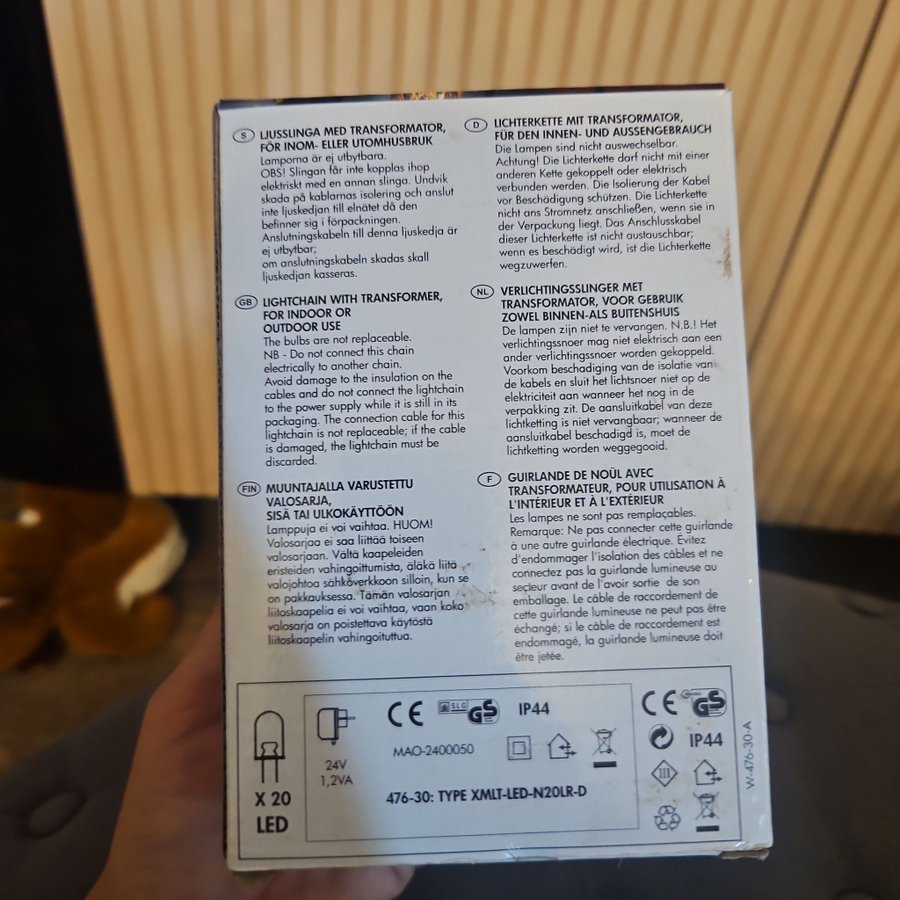 S LJUSSLINGA MED TRANSFORMATOR,
FÖR INOM- ELLER UTOMHUSBRUK
Lamporna är ej utbytbara.
OBS! Slingan får inte kopplas ihop
elektriskt med en annan slinga. Undvik
skada på kablarnas isolering och anslut
inte ljuskedjan till elnätet då den
befinner sig i förpackningen.
Anslutningskabeln till denna ljuskedja är
ej utbytbar;
om anslutningskabeln skadas skall
ljuskedjan kasseras.
GB LIGHTCHAIN WITH TRANSFORMER,
FOR INDOOR OR
OUTDOOR USE
The bulbs are not replaceable.
NB - Do not connect this chain
electrically to another chain.
Avoid damage to the insulation on the
cables and do not connect the lightchain
to the power supply while it is still in its
packaging. The connection cable for this
lightchain is not replaceable; if the cable
is damaged, the lightchain must be
discarded.
FIN MUUNTAJALLA VARUSTETTU
VALOSARJA,
SISÄ TAI ULKOKÄYTTÖÖN
Lamppuja ei voi vaihtaa. HUOM!
Valosarjaa ei saa liittää toiseen
valosarjaan. Vältä kaapeleiden
eristeiden vahingoittumista, äläkä liitä
valojohtoa sähköverkkoon silloin, kun se
on pakkauksessa. Tämän valosarjan
liitoskaapelia ei voi vaihtaa, vaan koko
valosarja on poistettava käytöstä
liitoskaapelin vahingoituttua.
D LICHTERKETTE MIT TRANSFORMATOR,
FÜR DEN INNEN- UND AUSSENGEBRAUCH
Die Lampen sind nicht auswechselbar.
Achtung! Die Lichterkette darf nicht mit einer
anderen Kette gekoppelt oder elektrisch
verbunden werden. Die Isolierung der Kabel
vor Beschädigung schützen. Die Lichterkette
nicht ans Stromnetz anschließen, wenn sie in
der Verpackung liegt. Das Anschlusskabel
dieser Lichterkette ist nicht austauschbar;
wenn es beschädigt wird, ist die Lichterkette
wegzuwerfen.
NL VERLICHTINGSSLINGER MET
TRANSFORMATOR, VOOR GEBRUIK
ZOWEL BINNEN-ALS BUITENSHUIS
De lampen zijn niet te vervangen. N.B.! Het
verlichtingssnoer mag niet elektrisch aan een
ander verlichtingssnoer worden gekoppeld.
Voorkom beschadiging van de isolatie van
de kabels en sluit het lichtsnoer niet op de
elektriciteit aan wanneer het nog in de
verpakking zit. De aansluitkabel van deze
lichtketting is niet vervangbaar; wanneer de
aansluitkabel beschadigd is, moet de
lichtketting worden weggegooid.
F GUIRLANDE DE NOÜL AVEC
TRANSFORMATEUR, POUR UTILISATION À
L'INTÉRIEUR ET À L'EXTÉRIEUR
Les lampes ne sont pas remplaçables.
Remarque: Ne pas connecter cette guirlande
à une autre guirlande électrique. Évitez
d'endommager l'isolation des câbles et ne
connectez pas la guirlande lumineuse au
secteur avant de l'avoir sortie de son
emballage. Le câble de raccordement de
cette guirlande lumineuse ne peut pas être
échangé; si le câble de raccordement est
endommagé, la guirlande lumineuse doit
être jetée.
X 20
LED
24V
1,2VA
CE SLG GS IP44
MAO-2400050
476-30: TYPE XMLT-LED-N20LR-D
CE GS
IP44
III
W-476-30-A